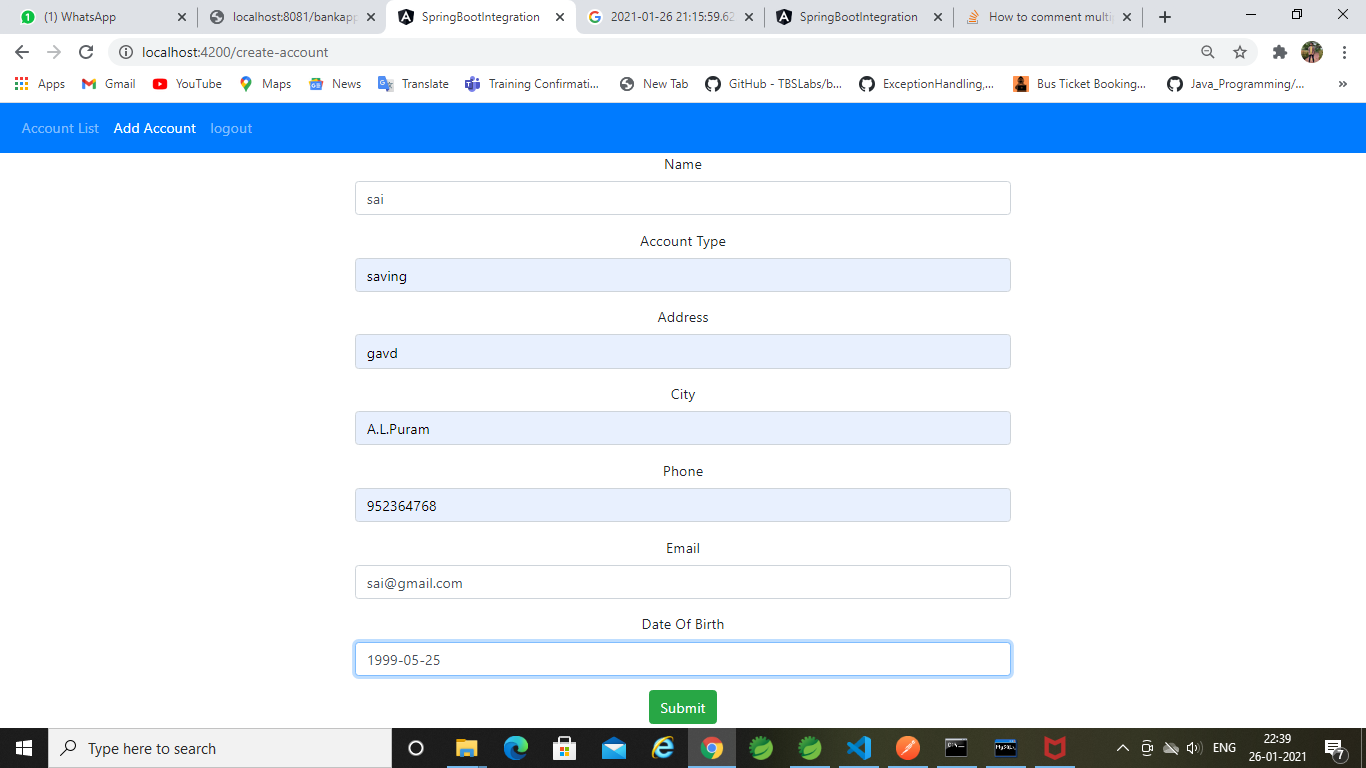 1 (1) WhatsApp
localhost:8081/bankapp
SpringBootIntegration
2021-01-26 21:15:59.62
SpringBootIntegration
How to comment multip
localhost:4200/create-account
Apps
Gmail
YouTube
Maps
News
Translate
Training Confirmati...
New Tab
GitHub - TBSLabs/b...
ExceptionHandling,...
Bus Ticket Booking...
Java_Programming/...
»
Account List Add Account logout
Name
sai
Account Type
saving
Address
gavd
City
A.L.Puram
Phone
952364768
Email
sai@gmail.com
Date Of Birth
1999-05-25
Submit
Type here to search
ENG
22:39
26-01-2021
7